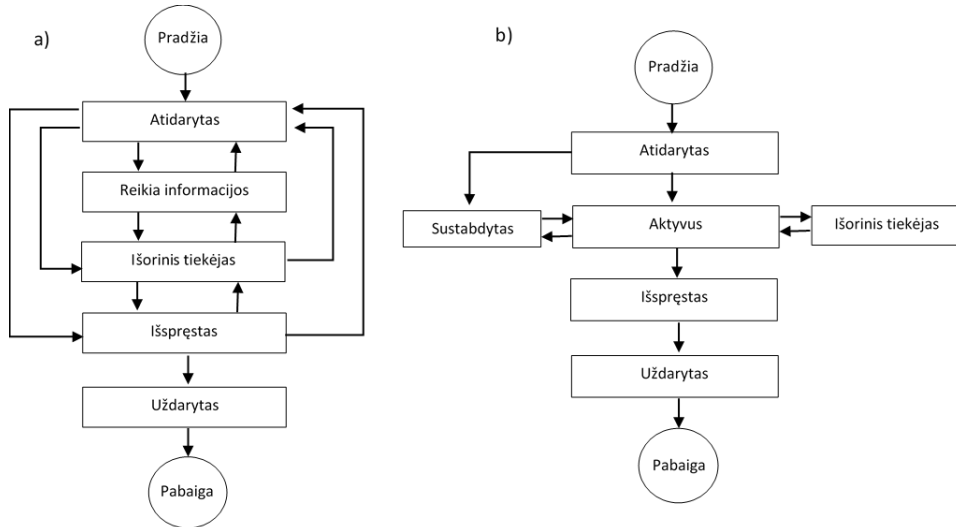 a)
Pradžia
Atidarytas
Reikia informacijos
Išorinis tiekėjas
Išspręstas
Uždarytas
Pabaiga
b)
Pradžia
Atidarytas
Sustabdytas
Aktyvus
Išorinis tiekėjas
Išspręstas
Uždarytas
Pabaiga